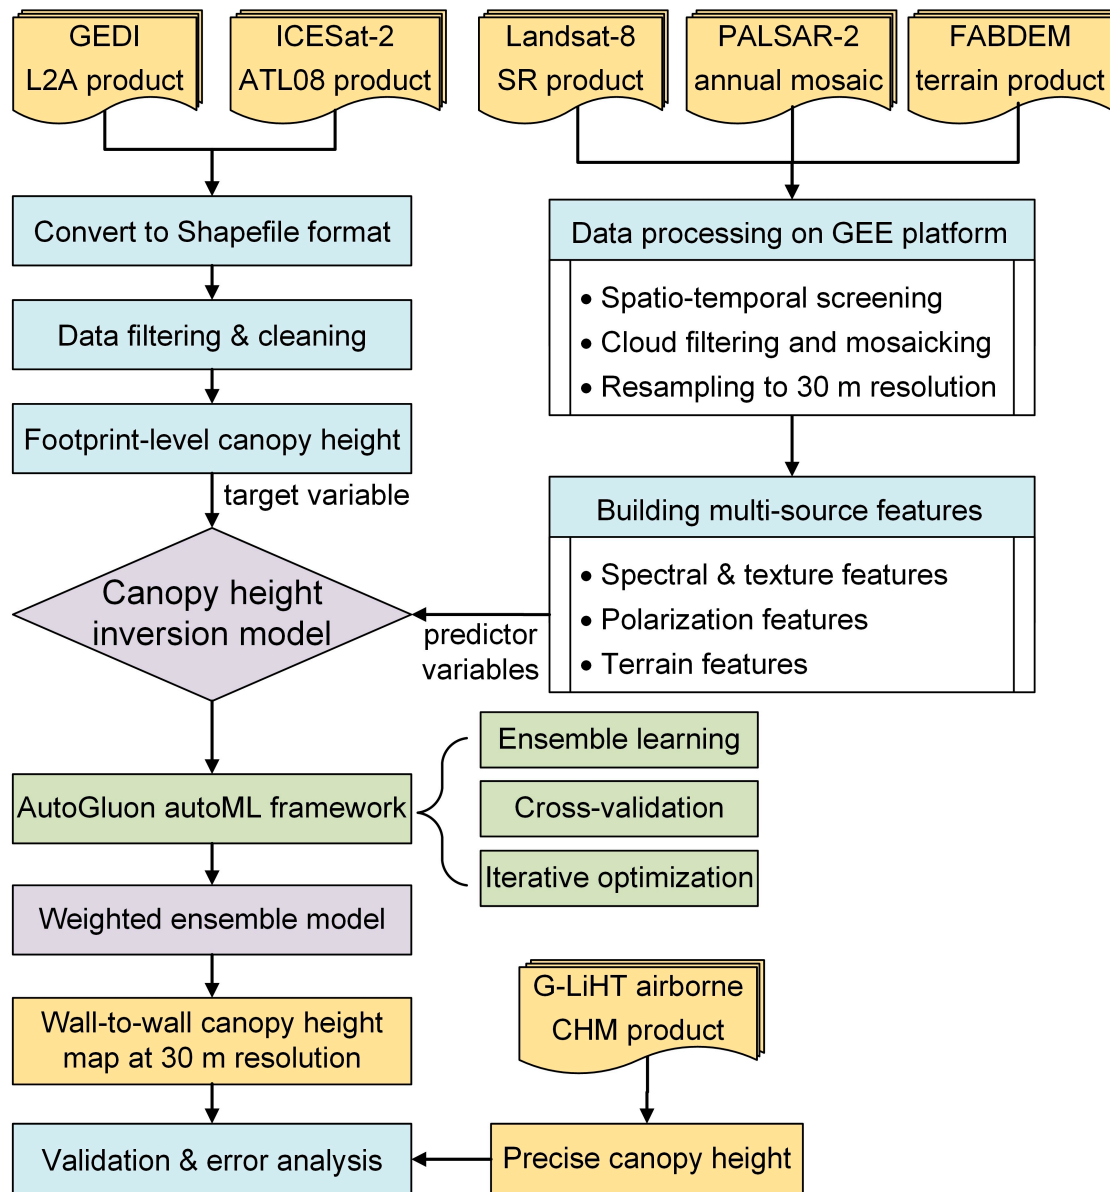 GEDI
L2A product
ICESat-2
ATL08 product
Landsat-8
SR product
PALSAR-2
annual mosaic
FABDEM
terrain product
Convert to Shapefile format
Data filtering & cleaning
Footprint-level canopy height
target variable
Data processing on GEE platform
• Spatio-temporal screening
• Cloud filtering and mosaicking
• Resampling to 30 m resolution
Building multi-source features
• Spectral & texture features
• Polarization features
• Terrain features
predictor
variables
Canopy height
inversion model
AutoGluon autoML framework
Ensemble learning
Cross-validation
Iterative optimization
Weighted ensemble model
Wall-to-wall canopy height
map at 30 m resolution
G-LiHT airborne
CHM product
Precise canopy height
Validation & error analysis